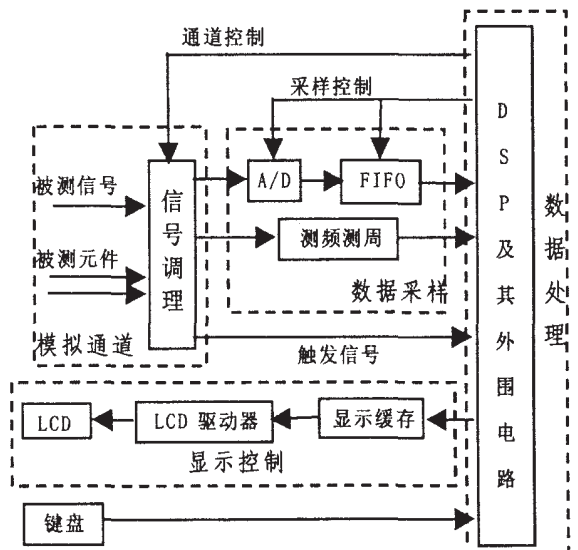 通道控制
采样控制
被测信号
被测元件
信号调理
模拟通道
A/D
FIFO
测频测周
数据采样
触发信号
DSP及其外围电路
数据处理
LCD
LCD 驱动器
显示缓存
显示控制
键盘